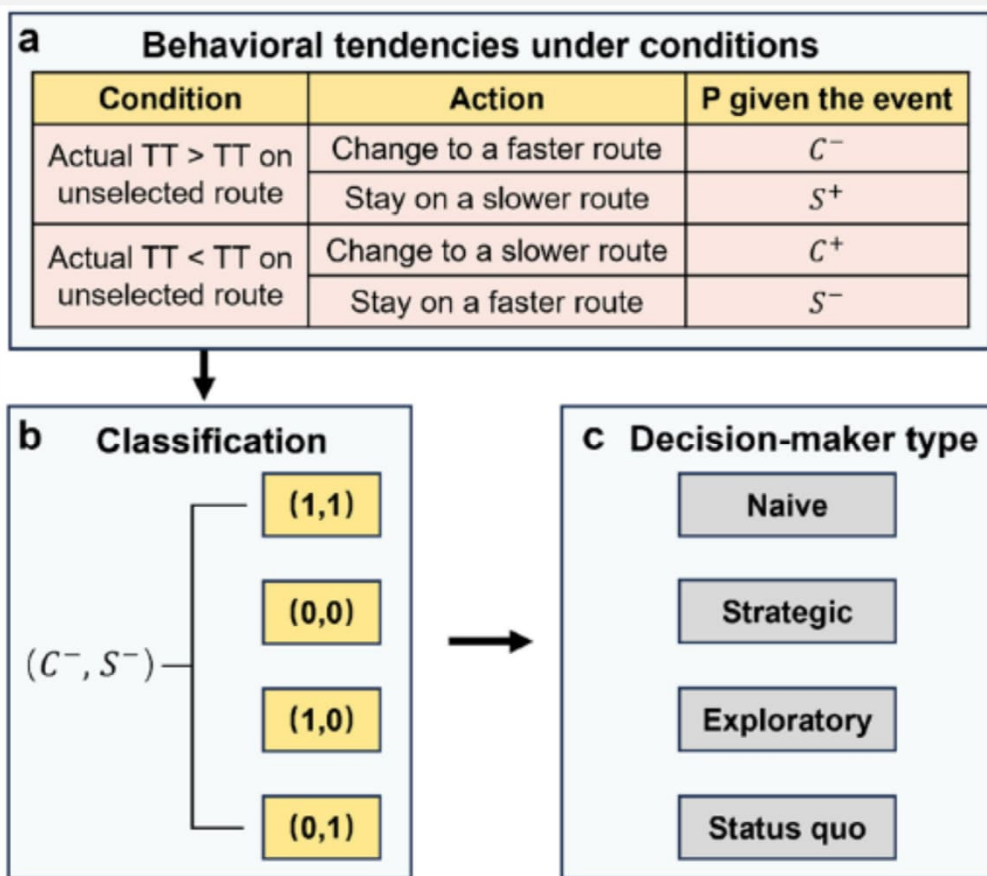 a
Behavioral tendencies under conditions
Condition Action P given the event
Actual TT > TT on
unselected route
Change to a faster route C⁻
Stay on a slower route S⁺
Actual TT < TT on
unselected route
Change to a slower route C⁺
Stay on a faster route S⁻
b Classification
(C⁻, S⁻)
(1,1)
(0,0)
(1,0)
(0,1)
c Decision-maker type
Naive
Strategic
Exploratory
Status quo